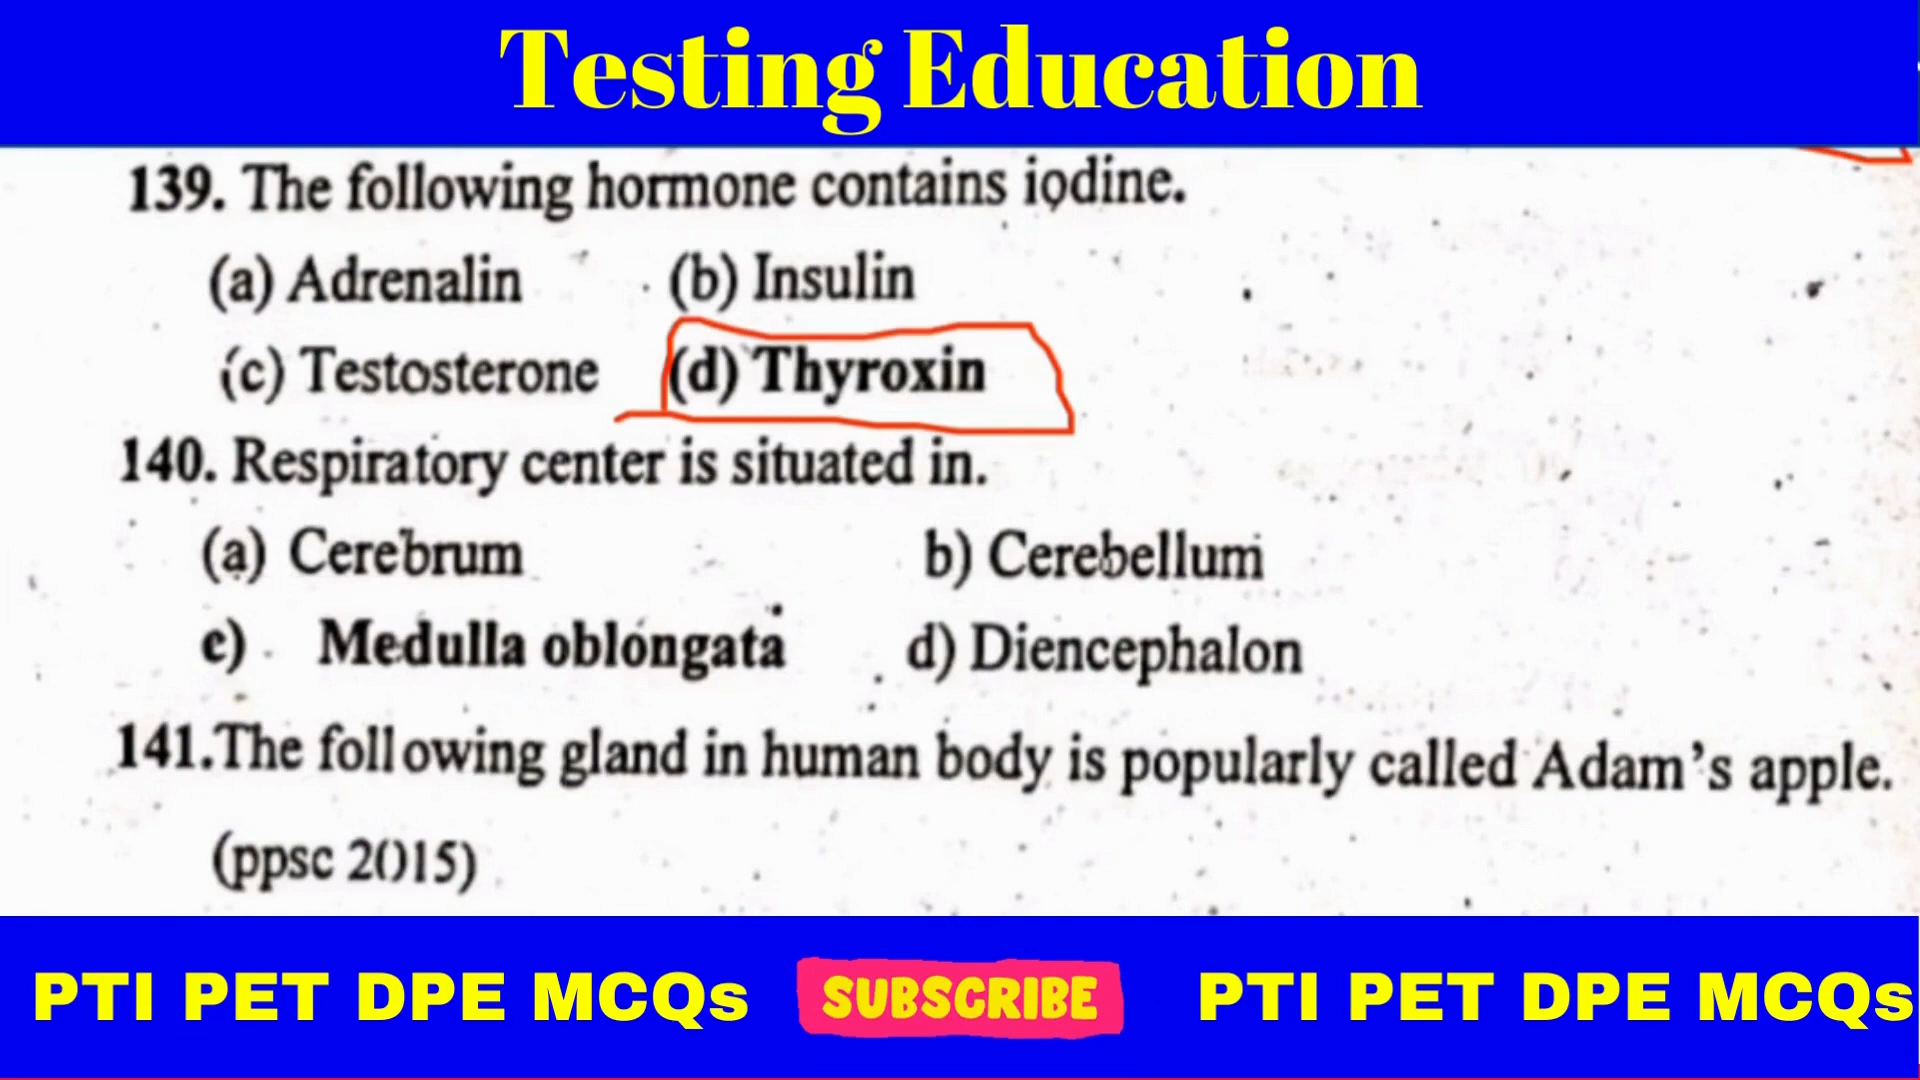 Testing Education
139. The following hormone contains iodine.
(a) Adrenalin (b) Insulin
(c) Testosterone (d) Thyroxin
140. Respiratory center is situated in.
(a) Cerebrum b) Cerebellum
c) Medulla oblongata d) Diencephalon
141.The following gland in human body is popularly called Adam's apple.
(ppsc 2015)
PTI PET DPE MCQs SUBSCRIBE PTI PET DPE MCQs